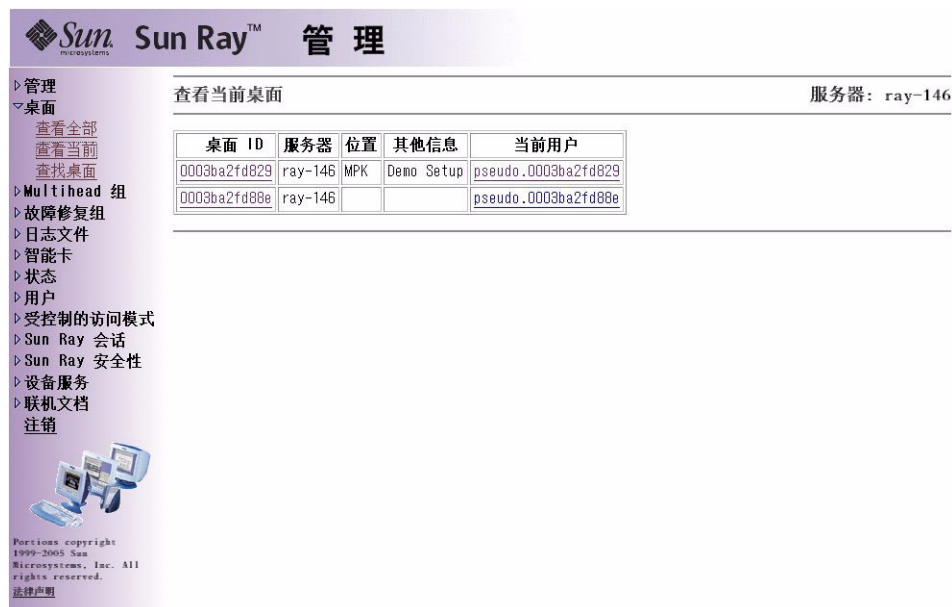 Sun microsystems Sun Ray™ 管 理
▷管理
▽桌面
查看全部
查看当前
查找桌面
▷Multihead 组
▷故障修复组
▷日志文件
▷智能卡
▷状态
▷用户
▷受控制的访问模式
▷Sun Ray 会话
▷Sun Ray 安全性
▷设备服务
▷联机文档
注销
Portions copyright
1999-2005 Sun
Microsystems, Inc. All
rights reserved.
法律声明
查看当前桌面 服务器: ray-146
桌面 ID 服务器 位置 其他信息 当前用户
0003ba2fd829 ray-146 MPK Demo Setup pseudo.0003ba2fd829
0003ba2fd88e ray-146 pseudo.0003ba2fd88e